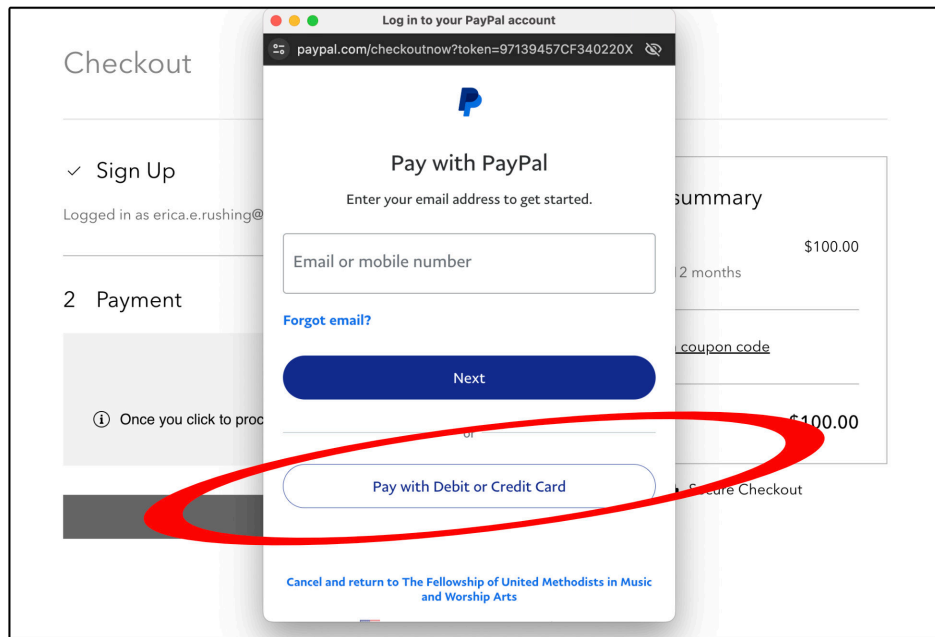 Log in to your PayPal account
paypal.com/checkoutnow?token=97139457CF340220X
Checkout
Pay with PayPal
Enter your email address to get started.
Sign Up
Logged in as erica.e.rushing@
summary
$100.00
12 months
Email or mobile number
2 Payment
Forgot email?
coupon code
Next
Once you click to proc
$100.00
or
Pay with Debit or Credit Card
Secure Checkout
Cancel and return to The Fellowship of United Methodists in Music
and Worship Arts